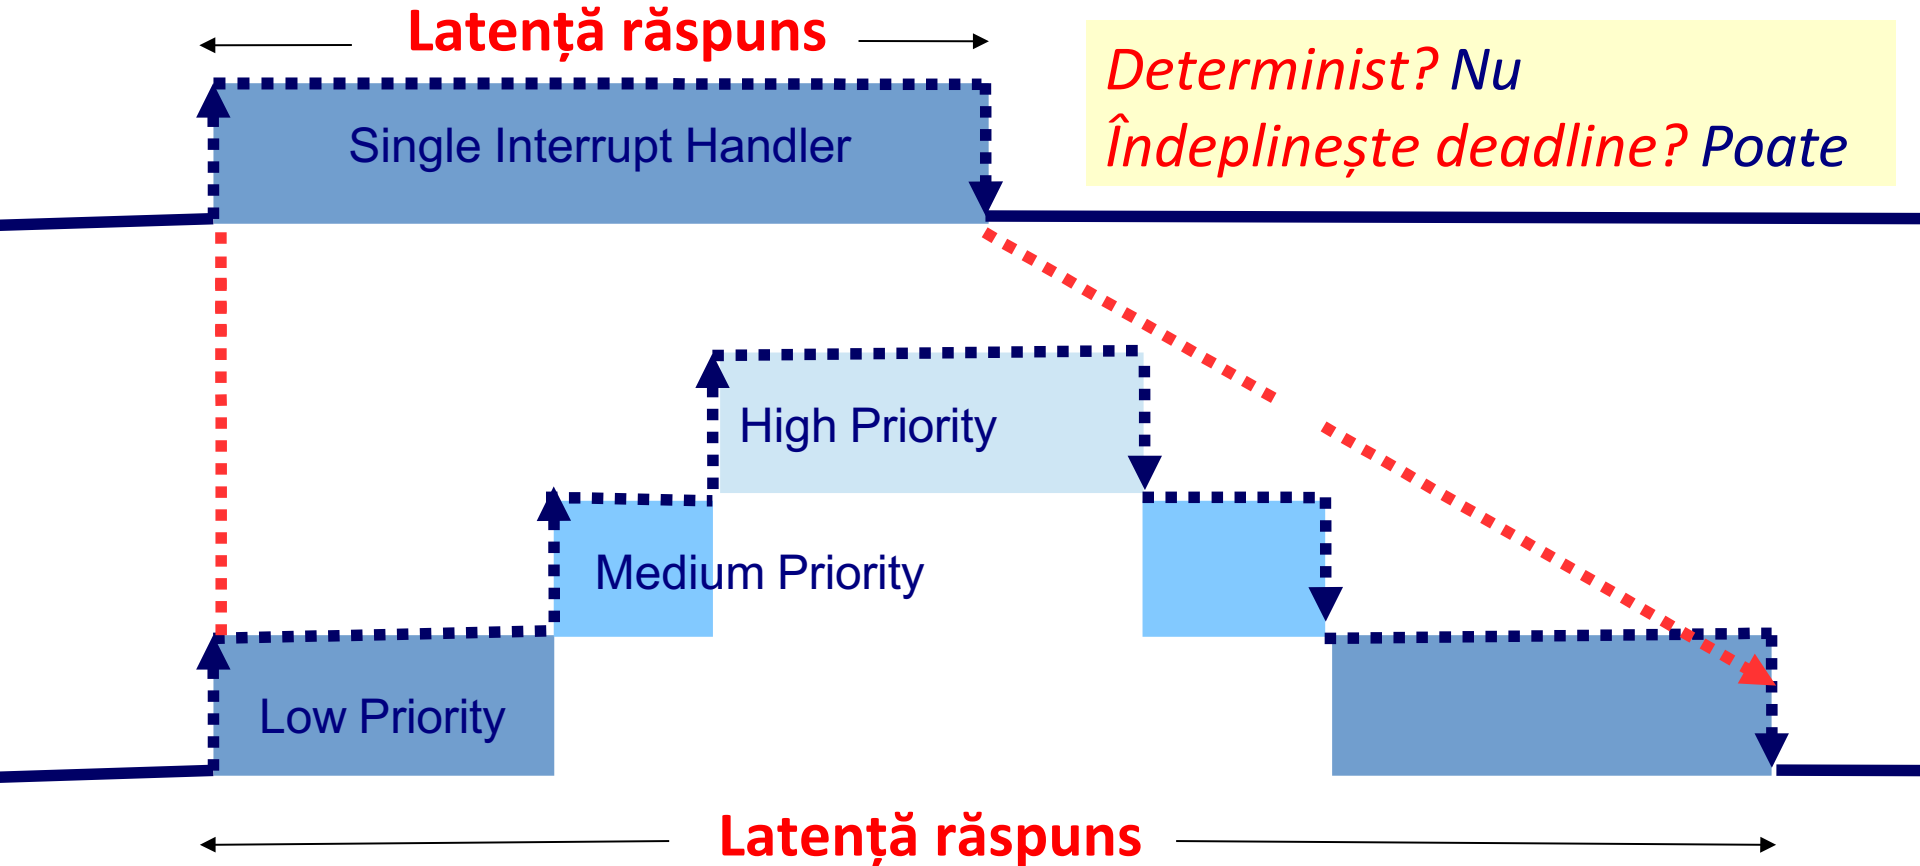 Latență răspuns
Determinist? Nu
Îndeplinește deadline? Poate
Single Interrupt Handler
High Priority
Medium Priority
Low Priority
Latență răspuns